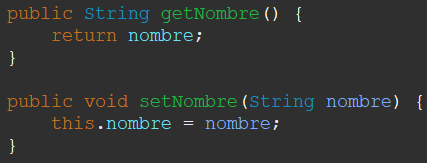 public String getNombre() {
    return nombre;
}

public void setNombre(String nombre) {
    this.nombre = nombre;
}